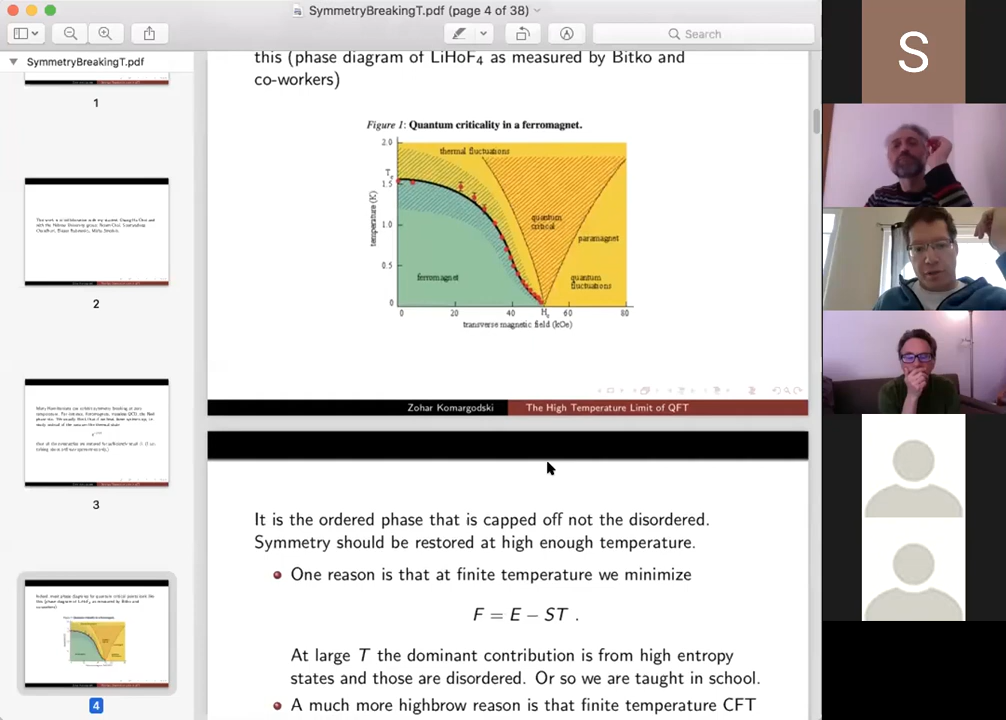 SymmetryBreakingT.pdf (page 4 of 38)
Search
SymmetryBreakingT.pdf
1
2
3
4
this (phase diagram of LiHoF4 as measured by Bitko and
co-workers)
Figure 1: Quantum criticality in a ferromagnet.
2.0
thermal fluctuations
Tc
1.5
temperature (K)
quantum
critical
1.0
paramagnet
0.5
ferromagnet
quantum
fluctuations
0
0 20 40 Hc 60 80
transverse magnetic field (kOe)
Zohar Komargodski The High Temperature Limit of QFT
It is the ordered phase that is capped off not the disordered.
Symmetry should be restored at high enough temperature.
One reason is that at finite temperature we minimize
F = E − ST .
At large T the dominant contribution is from high entropy
states and those are disordered. Or so we are taught in school.
A much more highbrow reason is that finite temperature CFT
S